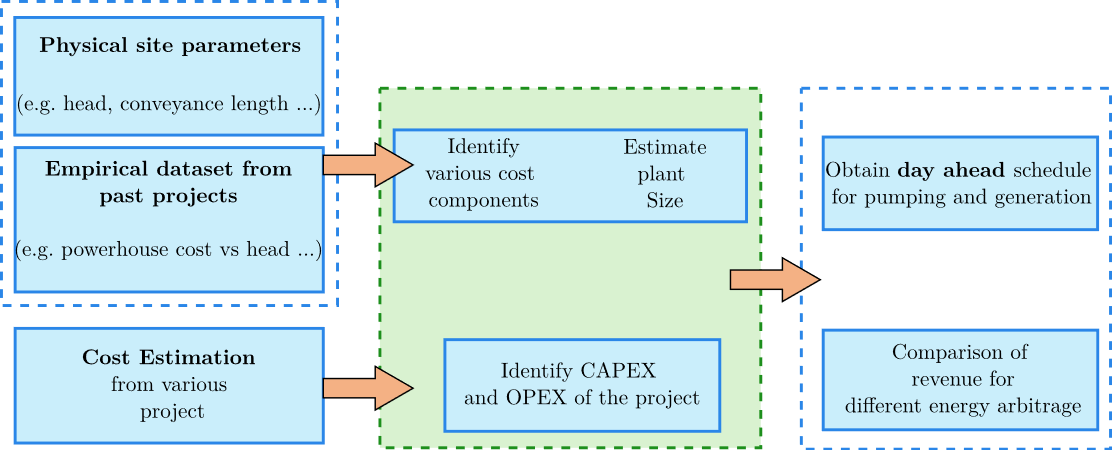 Physical site parameters
(e.g. head, conveyance length ...)
Empirical dataset from
past projects
(e.g. powerhouse cost vs head ...)
Cost Estimation
from various
project
Identify
various cost
components
Estimate
plant
Size
Identify CAPEX
and OPEX of the project
Obtain day ahead schedule
for pumping and generation
Comparison of
revenue for
different energy arbitrage